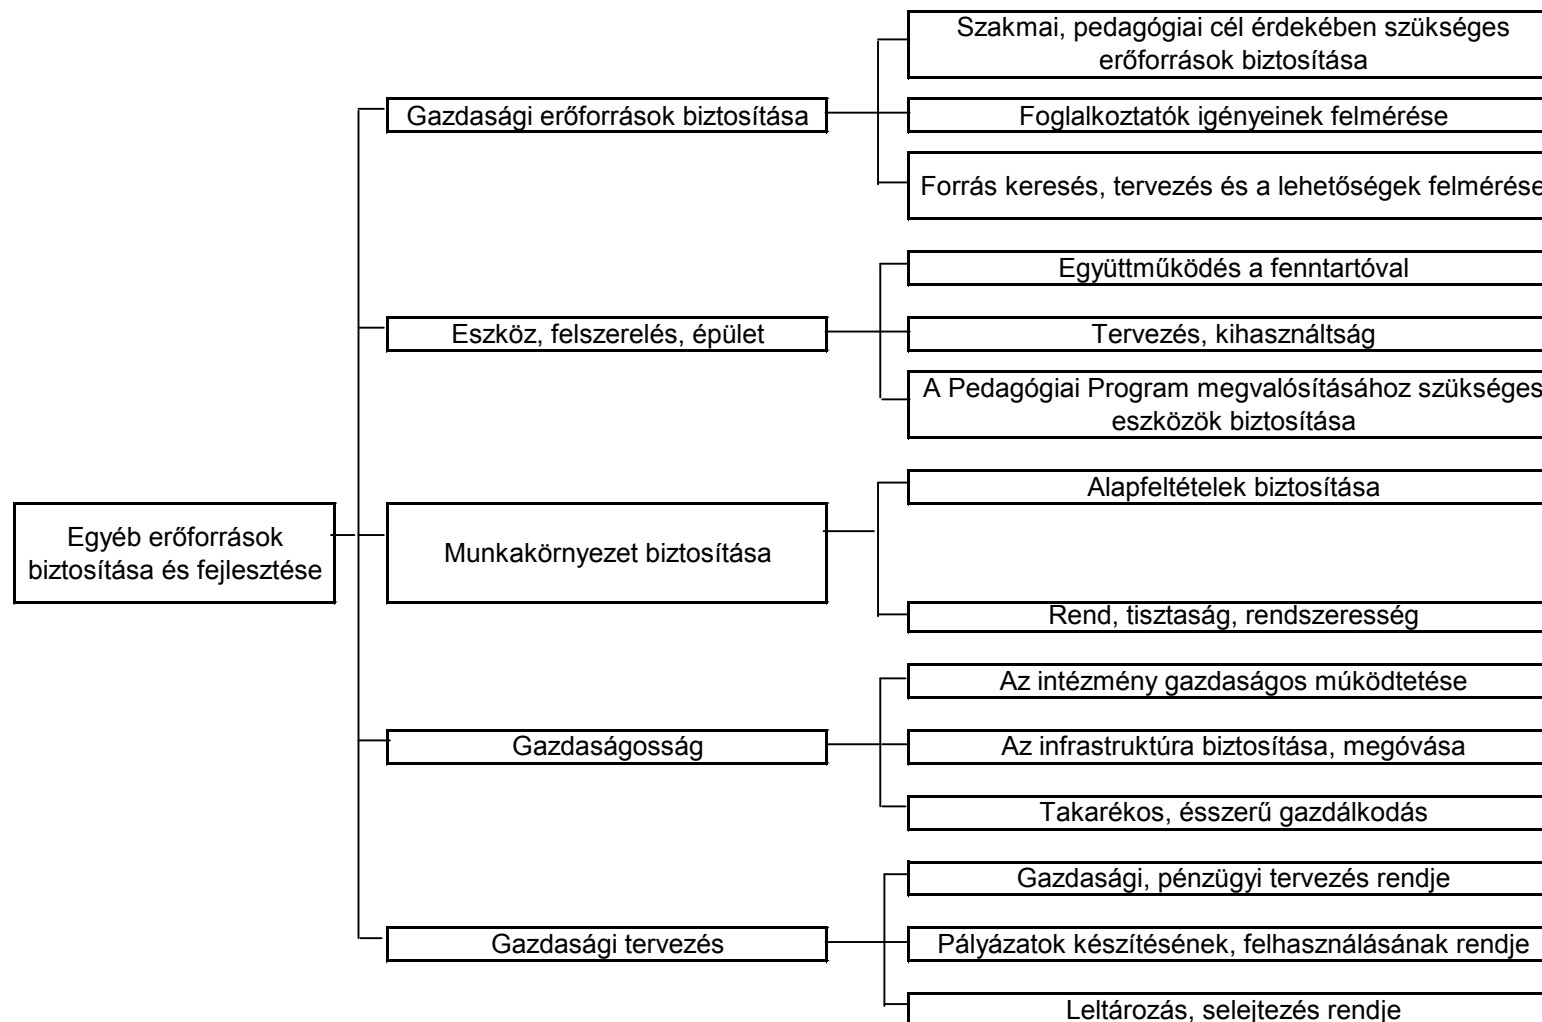 Szakmai, pedagógiai cél érdekében szükséges
erőforrások biztosítása
Gazdasági erőforrások biztosítása
Foglalkoztatók igényeinek felmérése
Forrás keresés, tervezés és a lehetőségek felmérése
Együttműködés a fenntartóval
Eszköz, felszerelés, épület
Tervezés, kihasználtság
A Pedagógiai Program megvalósításához szükséges
eszközök biztosítása
Egyéb erőforrások
biztosítása és fejlesztése
Munkakörnyezet biztosítása
Alapfeltételek biztosítása
Rend, tisztaság, rendszeresség
Az intézmény gazdaságos múködtetése
Gazdaságosság
Az infrastruktúra biztosítása, megóvása
Takarékos, ésszerű gazdálkodás
Gazdasági, pénzügyi tervezés rendje
Gazdasági tervezés
Pályázatok készítésének, felhasználásának rendje
Leltározás, selejtezés rendje